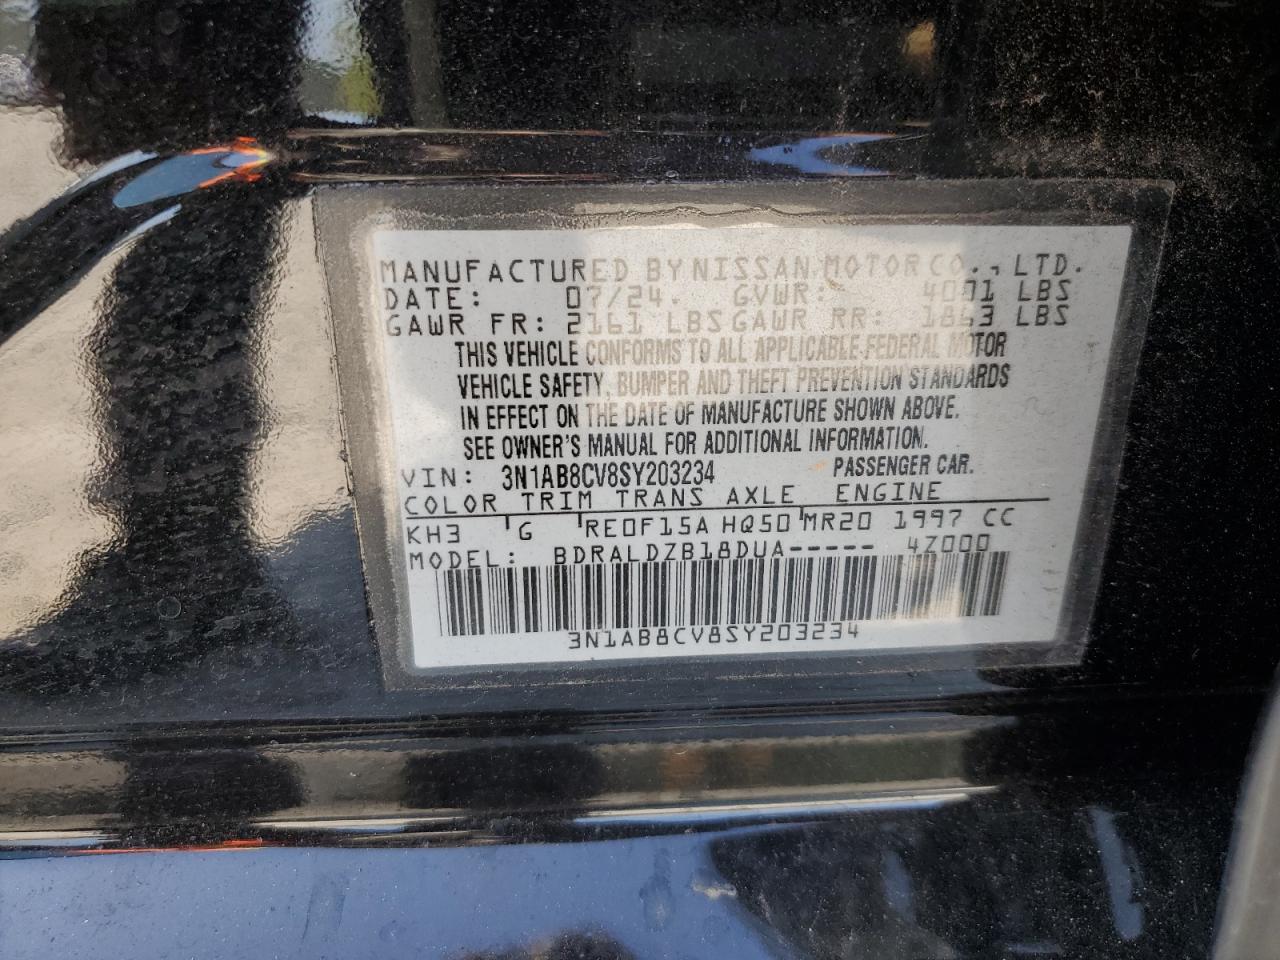 MANUFACTURED BY NISSAN MOTOR CO., LTD.
DATE: 07/24. GVWR: 4001 LBS
GAWR FR: 2161 LBS GAWR RR: 1863 LBS
THIS VEHICLE CONFORMS TO ALL APPLICABLE FEDERAL MOTOR
VEHICLE SAFETY, BUMPER AND THEFT PREVENTION STANDARDS
IN EFFECT ON THE DATE OF MANUFACTURE SHOWN ABOVE.
SEE OWNER'S MANUAL FOR ADDITIONAL INFORMATION.
VIN: 3N1AB8CV8SY203234 PASSENGER CAR.
COLOR TRIM TRANS AXLE ENGINE
KH3 G RE0F15A HQ50 MR20 1997 CC
MODEL: BDRALDZB18DUA----- 4Z000
3N1AB8CV8SY203234